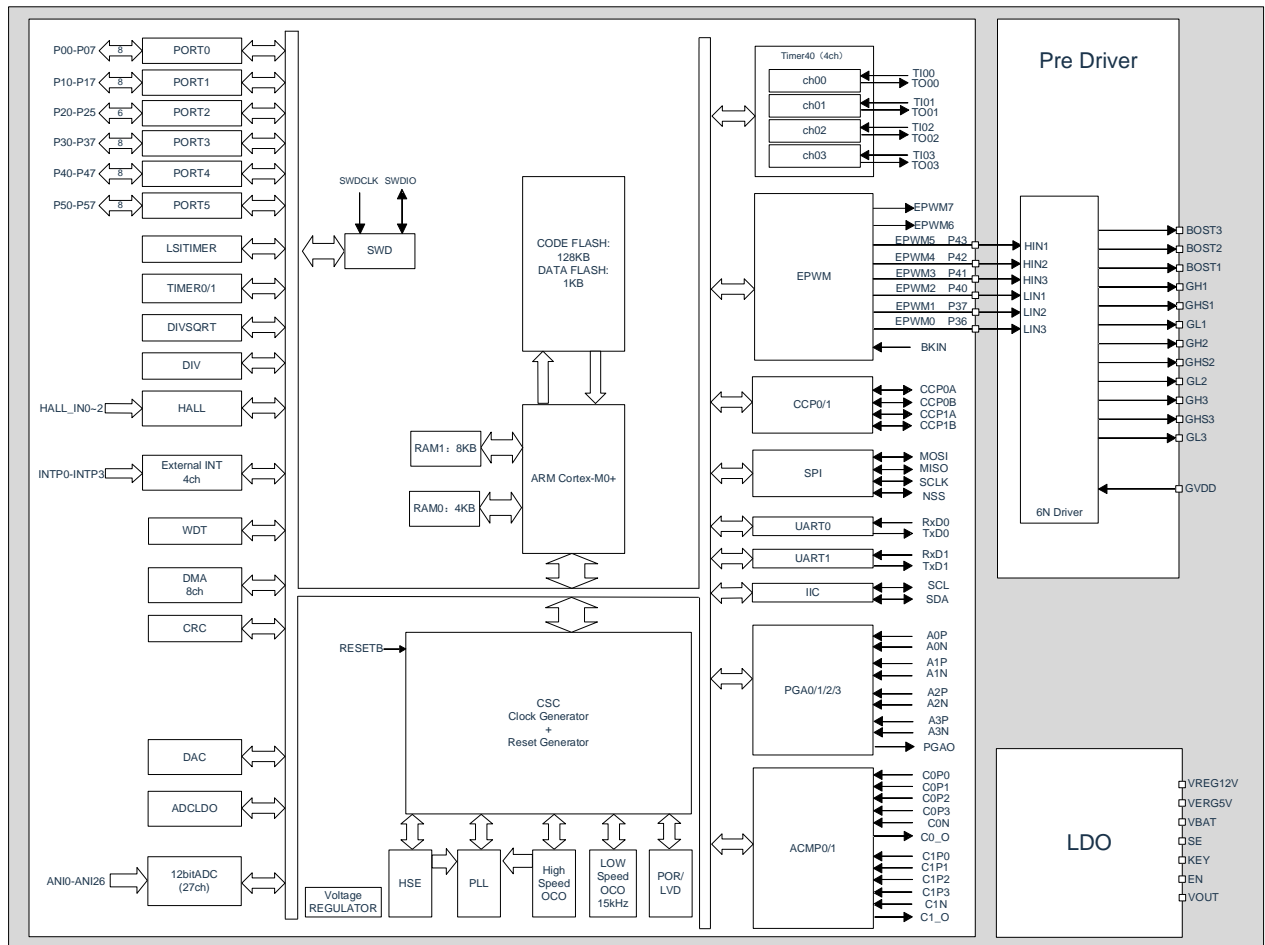 P00-P07
8
PORT0
P10-P17
8
PORT1
P20-P25
6
PORT2
P30-P37
8
PORT3
P40-P47
8
PORT4
P50-P57
8
PORT5
LSITIMER
TIMER0/1
DIVSQRT
DIV
HALL_IN0~2
HALL
INTP0-INTP3
External INT
4ch
WDT
DMA
8ch
CRC
DAC
ADCLDO
ANI0-ANI26
12bitADC
(27ch)
SWDCLK
SWDIO
SWD
CODE FLASH:
128KB
DATA FLASH:
1KB
RAM1：8KB
RAM0：4KB
ARM Cortex-M0+
RESETB
CSC
Clock Generator
+
Reset Generator
Voltage
REGULATOR
HSE
PLL
High
Speed
OCO
LOW
Speed
OCO
15kHz
POR/
LVD
Timer40（4ch）
ch00
TI00
TO00
ch01
TI01
TO01
ch02
TI02
TO02
ch03
TI03
TO03
EPWM
EPWM7
EPWM6
EPWM5 P43
EPWM4 P42
EPWM3 P41
EPWM2 P40
EPWM1 P37
EPWM0 P36
BKIN
CCP0/1
CCP0A
CCP0B
CCP1A
CCP1B
SPI
MOSI
MISO
SCLK
NSS
UART0
RxD0
TxD0
UART1
RxD1
TxD1
IIC
SCL
SDA
PGA0/1/2/3
A0P
A0N
A1P
A1N
A2P
A2N
A3P
A3N
PGAO
ACMP0/1
C0P0
C0P1
C0P2
C0P3
C0N
C0_O
C1P0
C1P1
C1P2
C1P3
C1N
C1_O
Pre Driver
HIN1
HIN2
HIN3
LIN1
LIN2
LIN3
6N Driver
BOST3
BOST2
BOST1
GH1
GHS1
GL1
GH2
GHS2
GL2
GH3
GHS3
GL3
GVDD
LDO
VREG12V
VERG5V
VBAT
SE
KEY
EN
VOUT